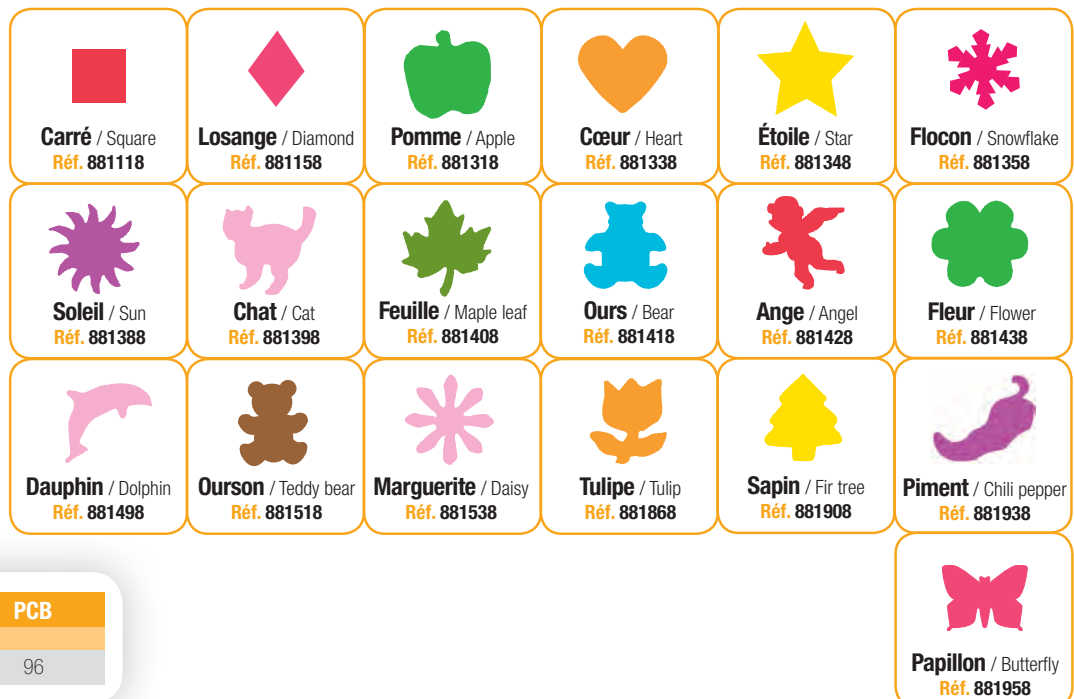 Carré / Square
Réf. 881118
Losange / Diamond
Réf. 881158
Pomme / Apple
Réf. 881318
Cœur / Heart
Réf. 881338
Étoile / Star
Réf. 881348
Flocon / Snowflake
Réf. 881358
Soleil / Sun
Réf. 881388
Chat / Cat
Réf. 881398
Feuille / Maple leaf
Réf. 881408
Ours / Bear
Réf. 881418
Ange / Angel
Réf. 881428
Fleur / Flower
Réf. 881438
Dauphin / Dolphin
Réf. 881498
Ourson / Teddy bear
Réf. 881518
Marguerite / Daisy
Réf. 881538
Tulipe / Tulip
Réf. 881868
Sapin / Fir tree
Réf. 881908
Piment / Chili pepper
Réf. 881938
Papillon / Butterfly
Réf. 881958
PCB
96